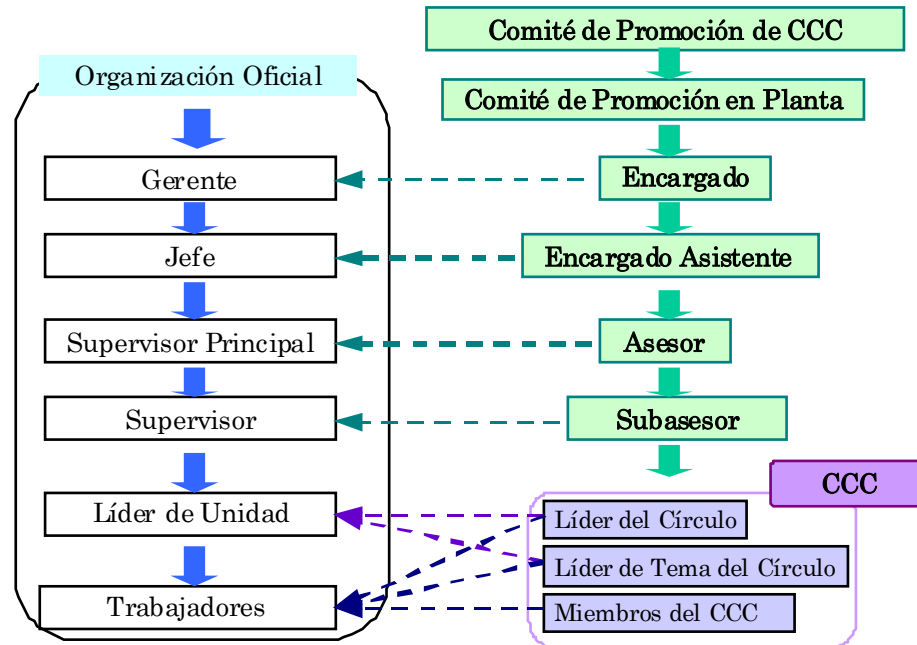 Comité de Promoción de CCC
Organización Oficial
Comité de Promoción en Planta
Gerente
Encargado
Jefe
Encargado Asistente
Supervisor Principal
Asesor
Supervisor
Subasesor
CCC
Líder de Unidad
Líder del Círculo
Líder de Tema del Círculo
Trabajadores
Miembros del CCC